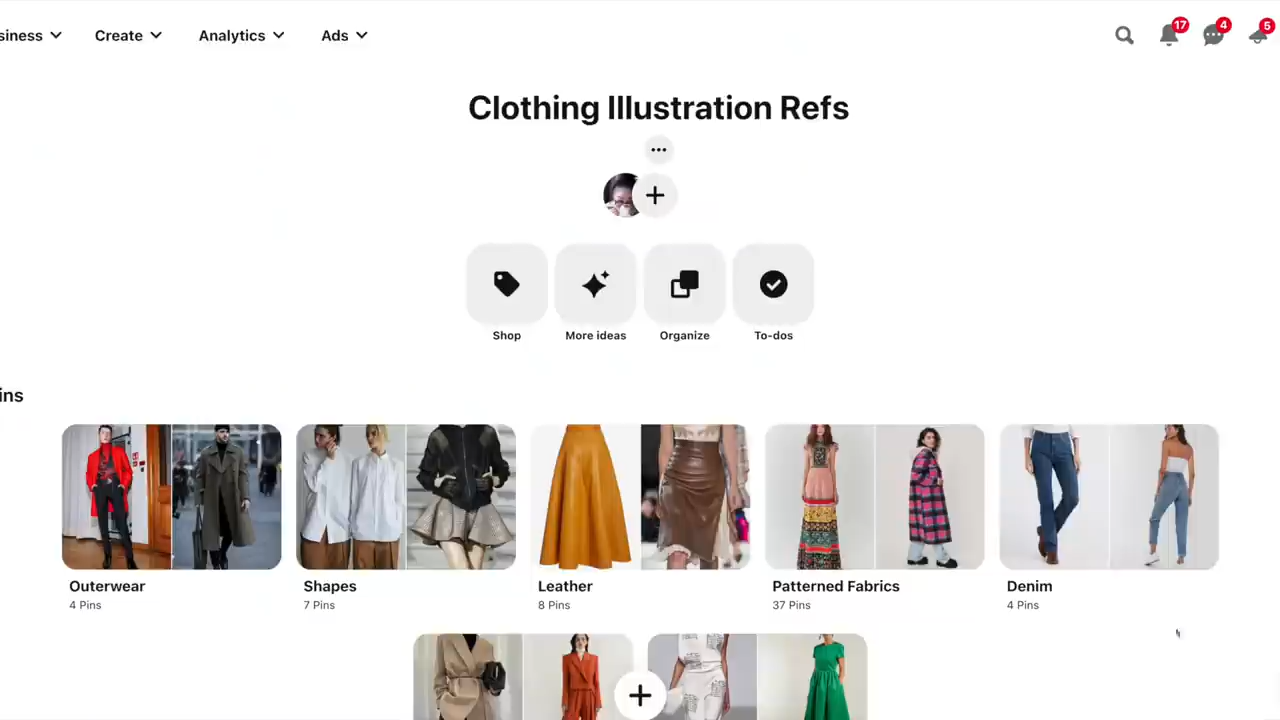 siness
Create
Analytics
Ads
17
4
5
Clothing Illustration Refs
Shop
More ideas
Organize
To-dos
ins
Outerwear
4 Pins
Shapes
7 Pins
Leather
8 Pins
Patterned Fabrics
37 Pins
Denim
4 Pins